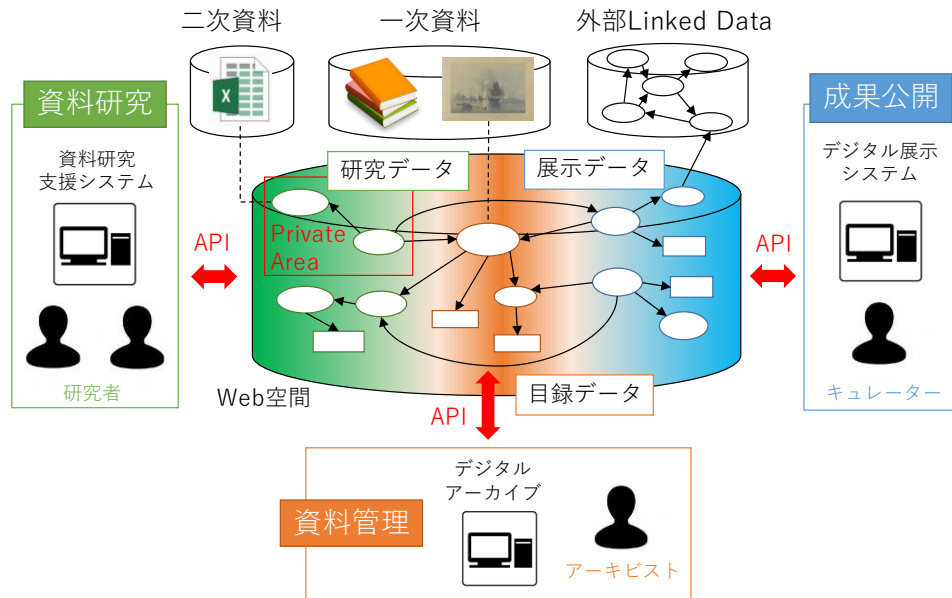 二次資料
一次資料
外部Linked Data
X
資料研究
資料研究
支援システム
研究者
API
研究データ
展示データ
Private
Area
Web空間
目録データ
API
API
成果公開
デジタル展示
システム
キュレーター
資料管理
デジタル
アーカイブ
アーキビスト